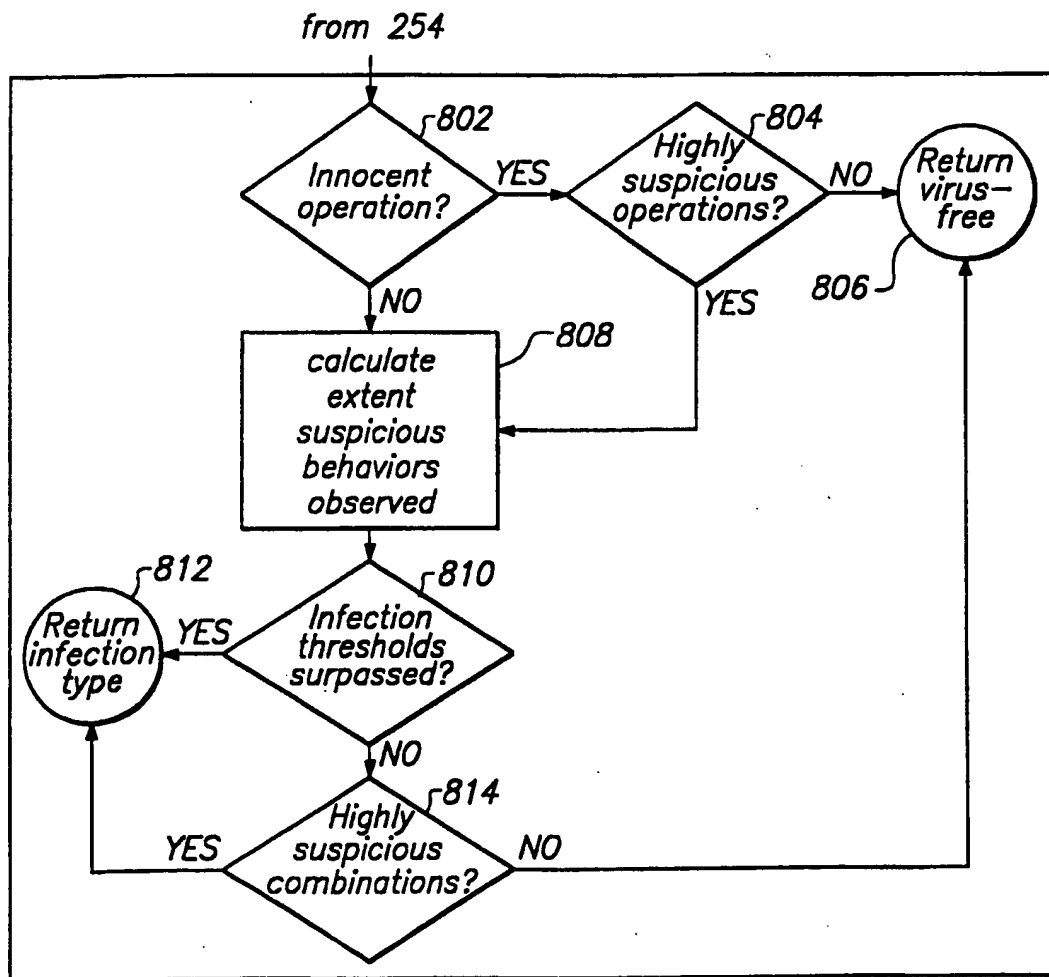 from 254
802
Innocent
operation?
YES
804
Highly
suspicious
operations?
NO
Return
virus-
free
806
NO
YES
808
calculate
extent
suspicious
behaviors
observed
810
Infection
thresholds
surpassed?
YES
812
Return
infection
type
NO
814
Highly
suspicious
combinations?
YES
NO